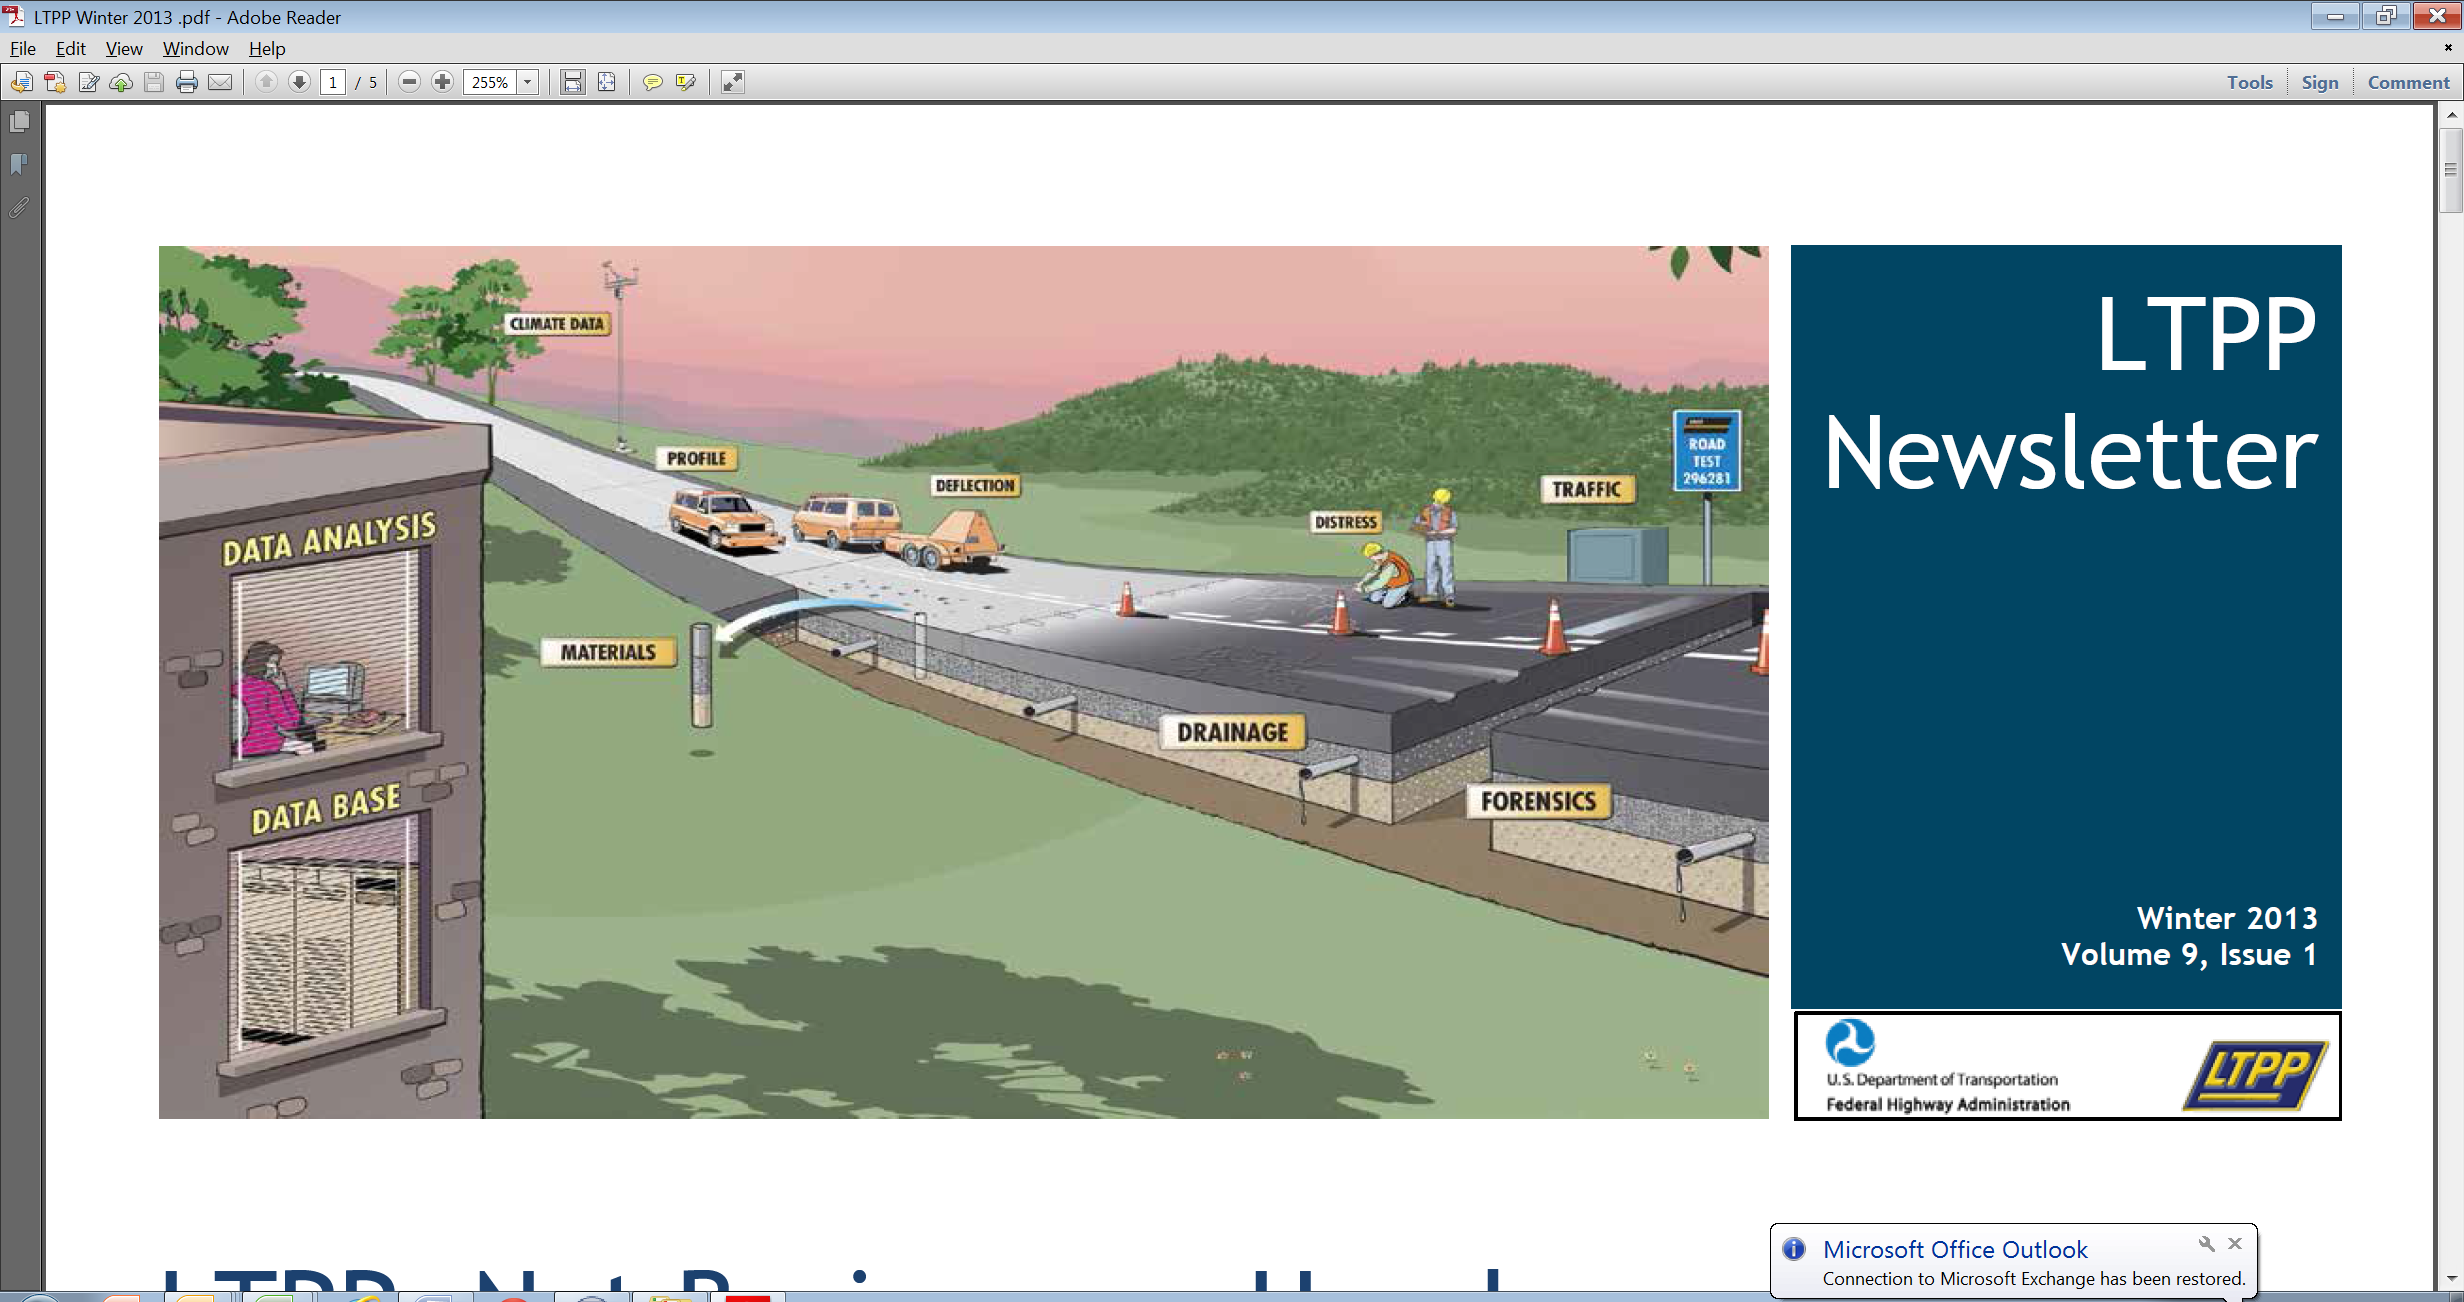 LTPP Winter 2013 .pdf - Adobe Reader
File Edit View Window Help
1 / 5 255% Tools Sign Comment
CLIMATE DATA
PROFILE
DEFLECTION
DISTRESS
TRAFFIC
ROAD
TEST
296281
DATA ANALYSIS
MATERIALS
DRAINAGE
FORENSICS
DATA BASE
LTPP
Newsletter
Winter 2013
Volume 9, Issue 1
U.S. Department of Transportation
Federal Highway Administration
LTPP
Microsoft Office Outlook
Connection to Microsoft Exchange has been restored.